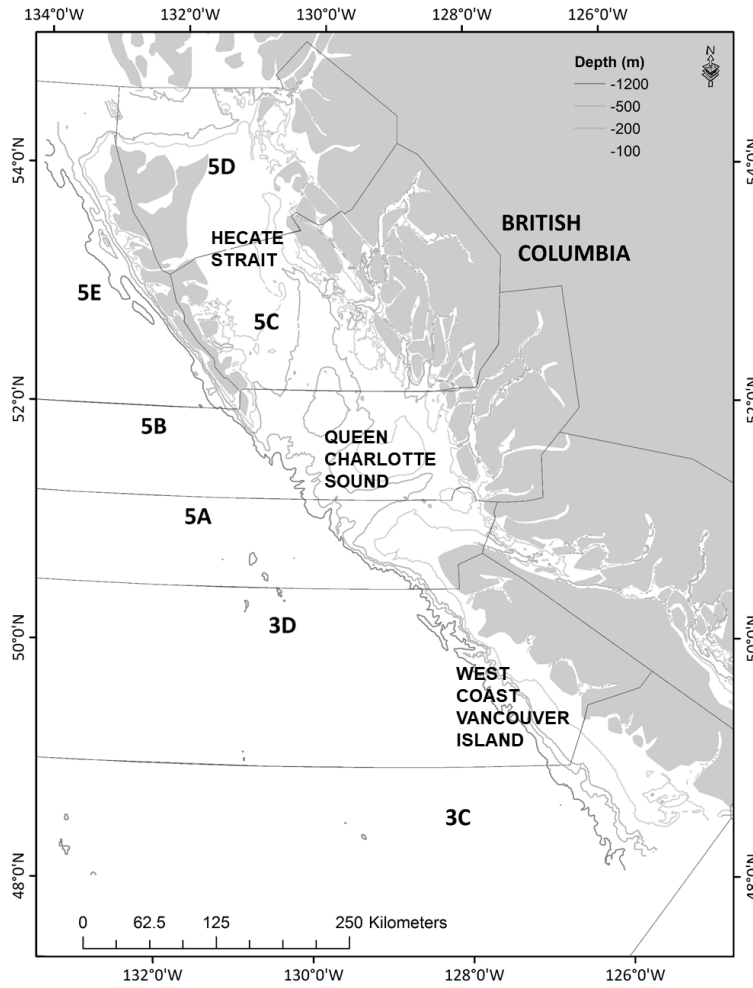 134°0'W 132°0'W 130°0'W 128°0'W 126°0'W
Depth (m)
-1200
-500
-200
-100
N
54°0'N 54°0'N
5D
BRITISH
COLUMBIA
HECATE
STRAIT
5E
5C
52°0'N 52°0'N
5B
QUEEN
CHARLOTTE
SOUND
5A
3D
50°0'N 50°0'N
WEST
COAST
VANCOUVER
ISLAND
3C
48°0'N 48°0'N
0 62.5 125 250 Kilometers
132°0'W 130°0'W 128°0'W 126°0'W